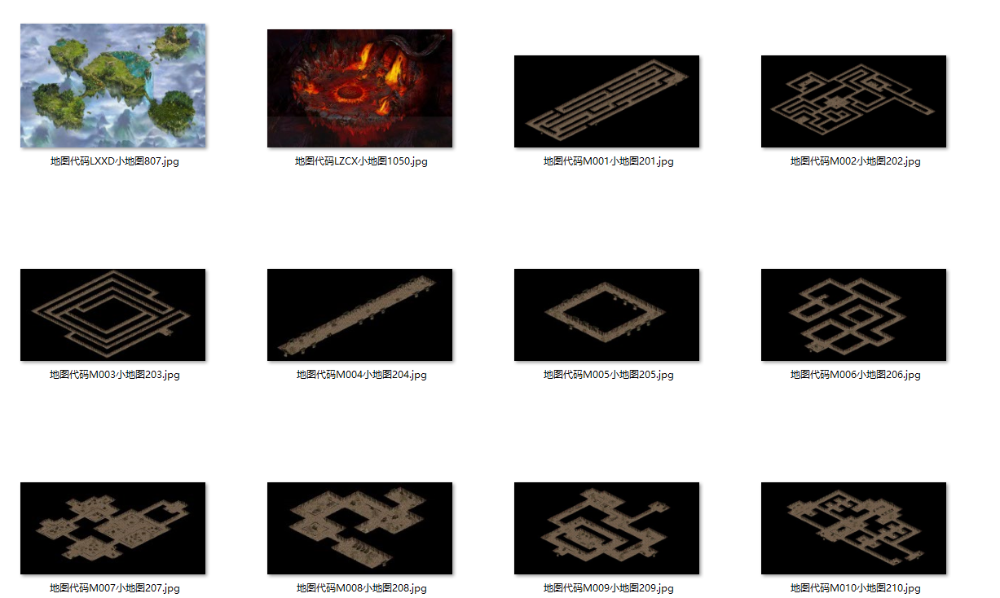 地图代码LXXD小地图807.jpg
地图代码LZCX小地图1050.jpg
地图代码M001小地图201.jpg
地图代码M002小地图202.jpg
地图代码M003小地图203.jpg
地图代码M004小地图204.jpg
地图代码M005小地图205.jpg
地图代码M006小地图206.jpg
地图代码M007小地图207.jpg
地图代码M008小地图208.jpg
地图代码M009小地图209.jpg
地图代码M010小地图210.jpg